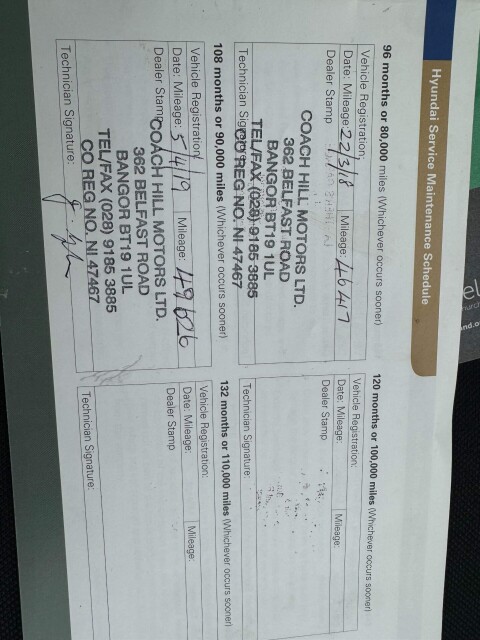 Hyundai Service Maintenance Schedule
96 months or 80,000 miles (Whichever occurs sooner)
Vehicle Registration:
Date: Mileage: 22/3/18 Mileage: 46417
Dealer Stamp
COACH HILL MOTORS LTD.
362 BELFAST ROAD
BANGOR BT19 1UL
TEL/FAX (028) 9185 3885
CO REG NO. NI 47467
Technician Signature:
108 months or 90,000 miles (Whichever occurs sooner)
Vehicle Registration:
Date: Mileage: 5/4/19 Mileage: 49626
Dealer Stamp
COACH HILL MOTORS LTD.
362 BELFAST ROAD
BANGOR BT19 1UL
TEL/FAX (028) 9185 3885
CO REG NO. NI 47467
Technician Signature:
120 months or 100,000 miles (Whichever occurs sooner)
Vehicle Registration:
Date: Mileage: Mileage:
Dealer Stamp
Technician Signature:
132 months or 110,000 miles (Whichever occurs sooner)
Vehicle Registration:
Date: Mileage: Mileage:
Dealer Stamp
Technician Signature: